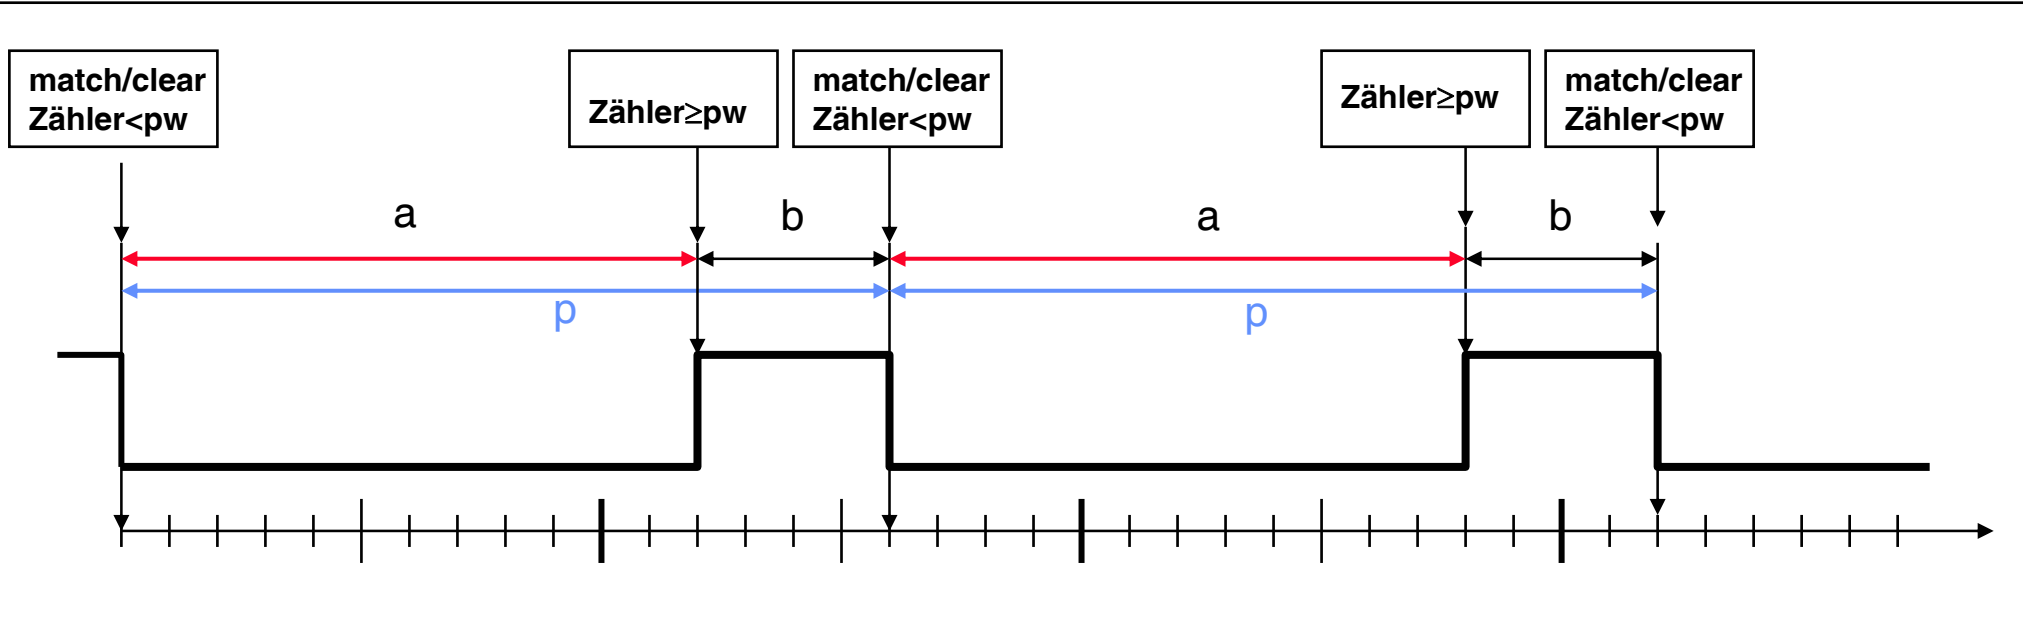 match/clear
Zähler<pw
Zähler≥pw
match/clear
Zähler<pw
Zähler≥pw
match/clear
Zähler<pw
a
b
a
b
p
p